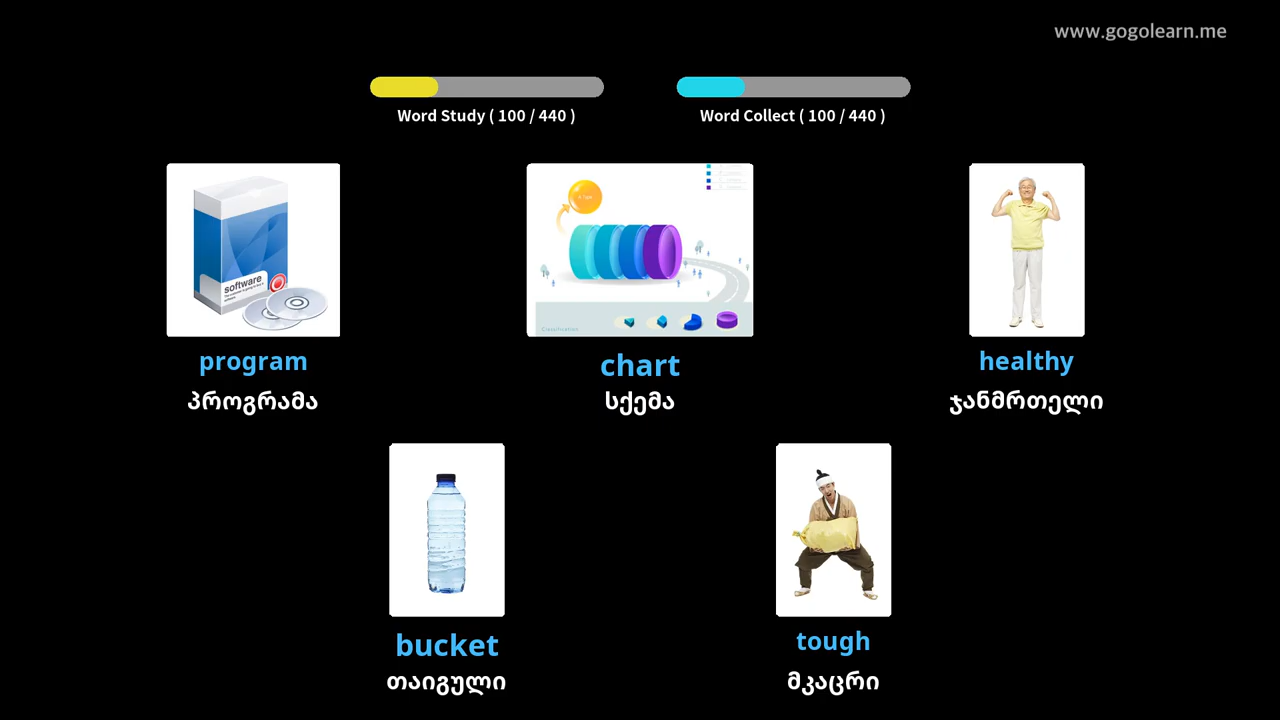 www.gogolearn.me
Word Study ( 100 / 440 )
Word Collect ( 100 / 440 )
software
Classification
program
chart
healthy
პროგრამა
სქემა
ჯანმრთელი
bucket
tough
თაიგული
მკაცრი